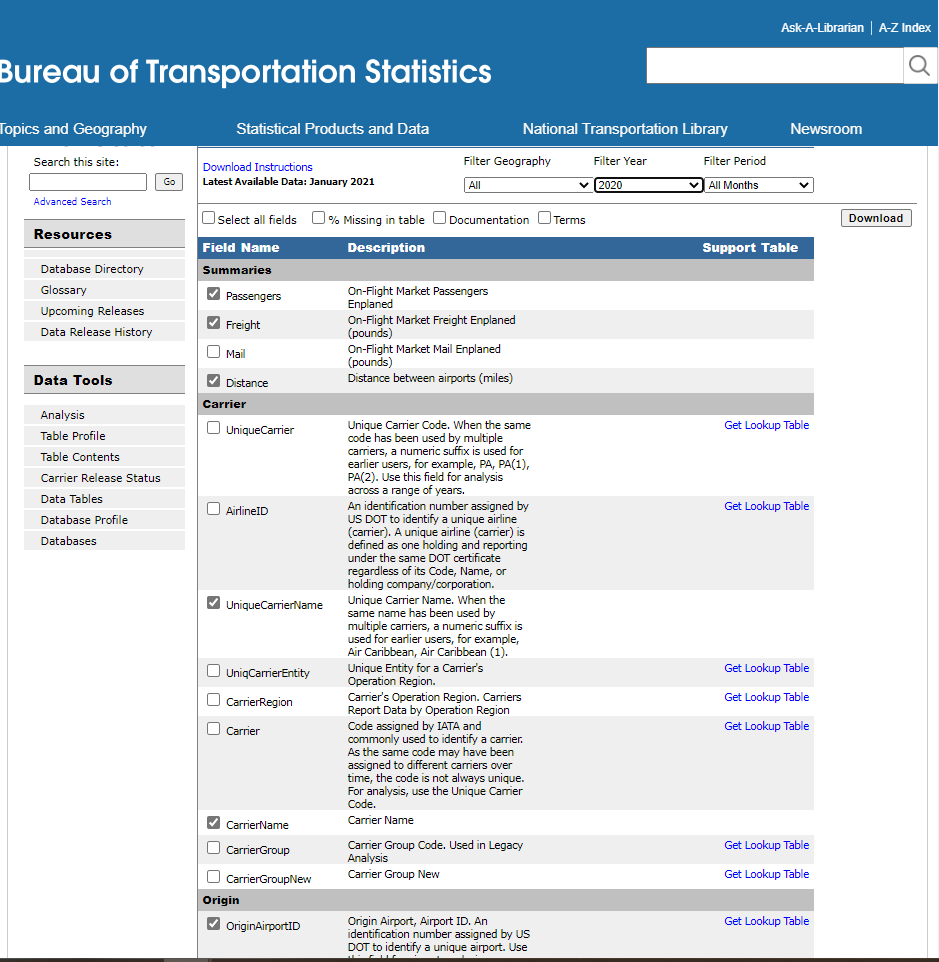 Ask-A-Librarian | A-Z Index
Bureau of Transportation Statistics
Topics and Geography
Statistical Products and Data
National Transportation Library
Newsroom
Search this site:
Go
Advanced Search
Resources
Database Directory
Glossary
Upcoming Releases
Data Release History
Data Tools
Analysis
Table Profile
Table Contents
Carrier Release Status
Data Tables
Database Profile
Databases
Download Instructions
Latest Available Data: January 2021
Filter Geography
Filter Year
Filter Period
All
2020
All Months
Select all fields
% Missing in table
Documentation
Terms
Download
Field Name Description Support Table
Summaries
Passengers
On-Flight Market Passengers
Enplaned
Freight
On-Flight Market Freight Enplaned
(pounds)
Mail
On-Flight Market Mail Enplaned
(pounds)
Distance
Distance between airports (miles)
Carrier
UniqueCarrier
Unique Carrier Code. When the same
code has been used by multiple
carriers, a numeric suffix is used for
earlier users, for example, PA, PA(1),
PA(2). Use this field for analysis
across a range of years.
Get Lookup Table
AirlineID
An identification number assigned by
US DOT to identify a unique airline
(carrier). A unique airline (carrier) is
defined as one holding and reporting
under the same DOT certificate
regardless of its Code, Name, or
holding company/corporation.
Get Lookup Table
UniqueCarrierName
Unique Carrier Name. When the
same name has been used by
multiple carriers, a numeric suffix is
used for earlier users, for example,
Air Caribbean, Air Caribbean (1).
UniqCarrierEntity
Unique Entity for a Carrier's
Operation Region.
Get Lookup Table
CarrierRegion
Carrier's Operation Region. Carriers
Report Data by Operation Region
Get Lookup Table
Carrier
Code assigned by IATA and
commonly used to identify a carrier.
As the same code may have been
assigned to different carriers over
time, the code is not always unique.
For analysis, use the Unique Carrier
Code.
Get Lookup Table
CarrierName
Carrier Name
CarrierGroup
Carrier Group Code. Used in Legacy
Analysis
Get Lookup Table
CarrierGroupNew
Carrier Group New
Get Lookup Table
Origin
OriginAirportID
Origin Airport, Airport ID. An
identification number assigned by US
DOT to identify a unique airport. Use
Get Lookup Table